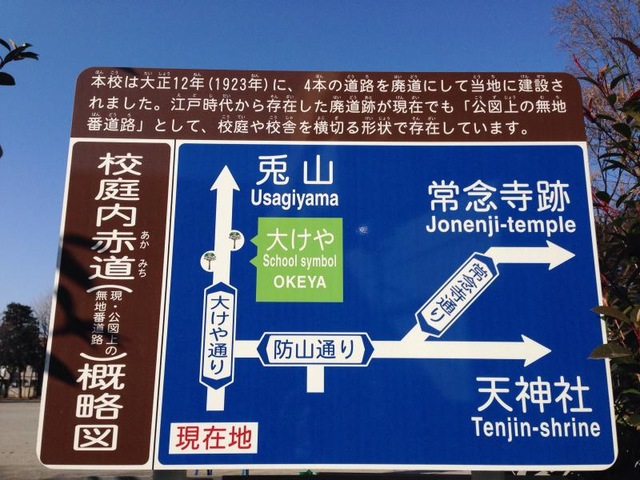 本校は大正12年(1923年)に、4本の道路を廃道にして当地に建設さ
れました。江戸時代から存在した廃道跡が現在でも「公図上の無地
番道路」として、校庭や校舎を横切る形状で存在しています。
校庭内赤道(現・公図上の無地番道路)概略図
あか みち
兎山
Usagiyama
常念寺跡
Jonenji-temple
大けや
School symbol
OKEYA
常念寺通り
大けや通り
防山通り
天神社
Tenjin-shrine
現在地